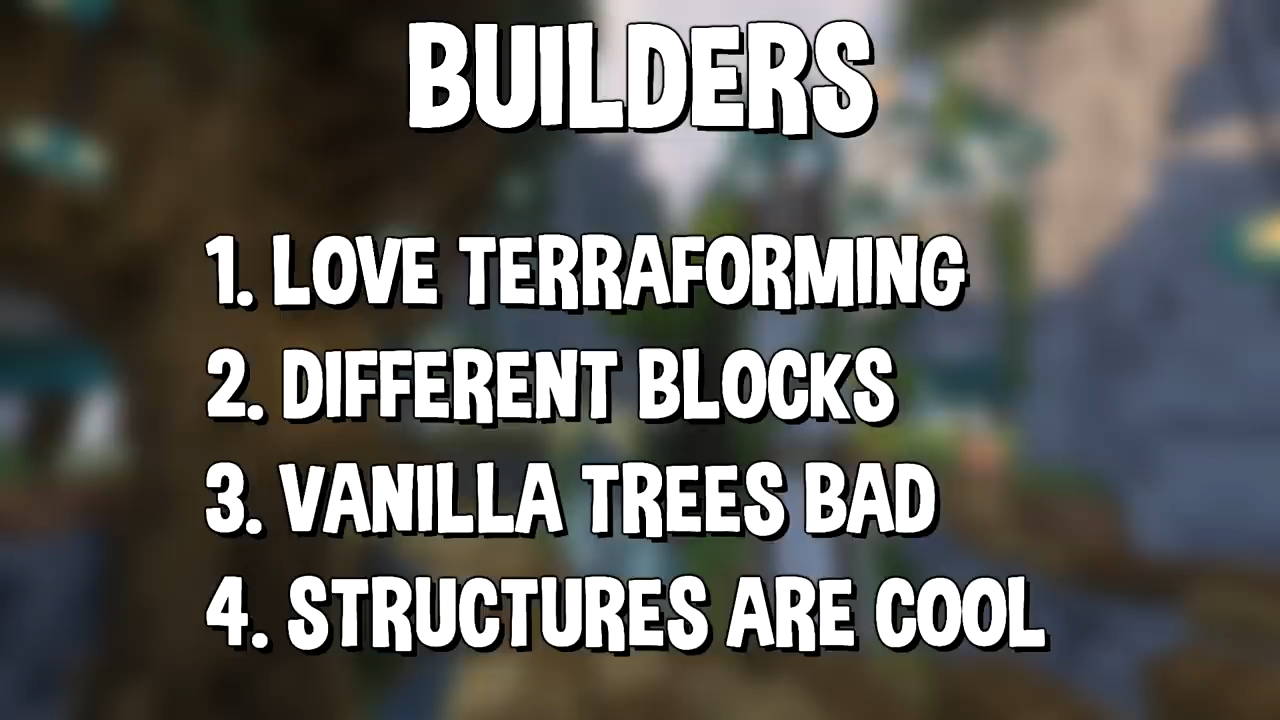 BUILDERS
1. LOVE TERRAFORMING
2. DIFFERENT BLOCKS
3. VANILLA TREES BAD
4. STRUCTURES ARE COOL